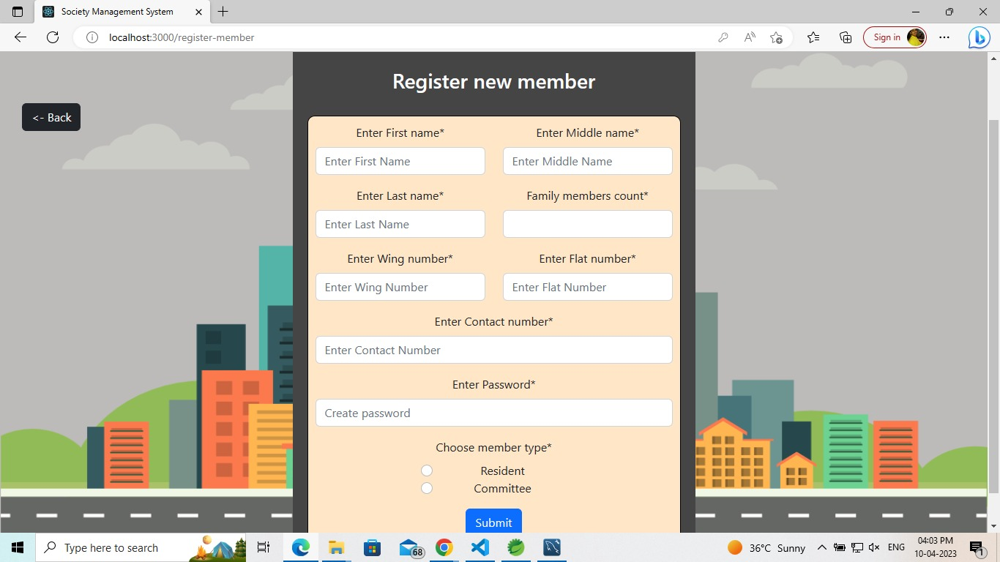 Society Management System
localhost:3000/register-member
Sign in
Register new member
<- Back
Enter First name*
Enter Middle name*
Enter First Name
Enter Middle Name
Enter Last name*
Family members count*
Enter Last Name
Enter Wing number*
Enter Flat number*
Enter Wing Number
Enter Flat Number
Enter Contact number*
Enter Contact Number
Enter Password*
Create password
Choose member type*
Resident
Committee
Submit
Type here to search
68
36°C Sunny
ENG
04:03 PM
10-04-2023
1